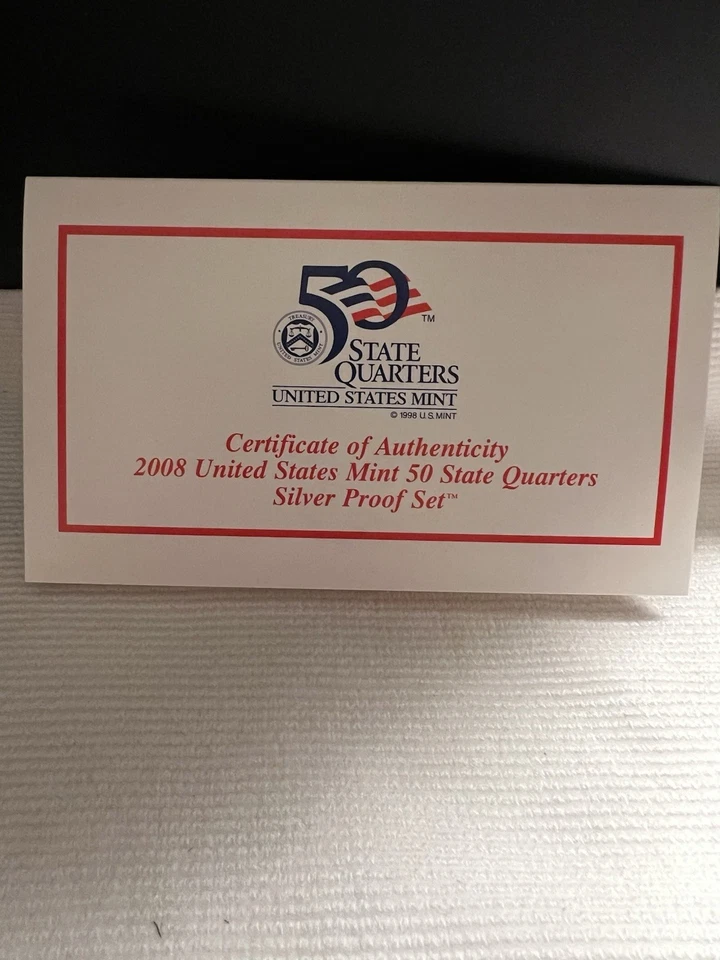 50
TM
TREASURY
UNITED STATES MINT
STATE
QUARTERS
UNITED STATES MINT
© 1998 U.S. MINT
Certificate of Authenticity
2008 United States Mint 50 State Quarters
Silver Proof Set™